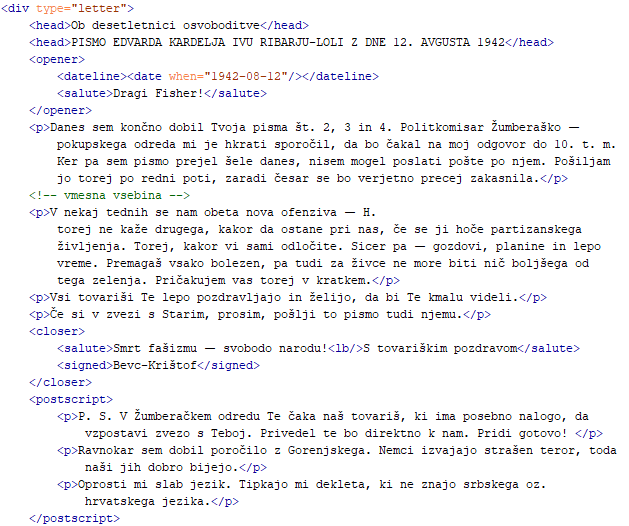 <div type="letter">
<head>Ob desetletnici osvoboditve</head>
<head>PISMO EDVARDA KARDELJA IVU RIBARJU-LOLI Z DNE 12. AVGUSTA 1942</head>
<opener>
<dateline><date when="1942-08-12"/></dateline>
<salute>Dragi Fisher!</salute>
</opener>
<p>Danes sem končno dobil Tvoja pisma št. 2, 3 in 4. Politkomisar Žumberaško —
pokupskega odreda mi je hkrati sporočil, da bo čakal na moj odgovor do 10. t. m.
Ker pa sem pismo prejel šele danes, nisem mogel poslati pošte po njem. Pošiljam
jo torej po redni poti, zaradi česar se bo verjetno precej zakasnila.</p>
<!-- vmesna vsebina -->
<p>V nekaj tednih se nam obeta nova ofenziva — H.
torej ne kaže drugega, kakor da ostane pri nas, če se ji hoče partizanskega
življenja. Torej, kakor vi sami odločite. Sicer pa — gozdovi, planine in lepo
vreme. Premagaš vsako bolezen, pa tudi za živce ne more biti nič boljšega od
tega zelenja. Pričakujem vas torej v kratkem.</p>
<p>Vsi tovariši Te lepo pozdravljajo in želijo, da bi Te kmalu videli.</p>
<p>Če si v zvezi s Starim, prosim, pošlji to pismo tudi njemu.</p>
<closer>
<salute>Smrt fašizmu — svobodo narodu!<lb/>S tovariškim pozdravom</salute>
<signed>Bevc-Krištof</signed>
</closer>
<postscript>
<p>P. S. V Žumberačkem odredu Te čaka naš tovariš, ki ima posebno nalogo, da
vzpostavi zvezo s Teboj. Privedel te bo direktno k nam. Pridi gotovo! </p>
<p>Ravnokar sem dobil poročilo z Gorenjskega. Nemci izvajajo strašen teror, toda
naši jih dobro bijejo.</p>
<p>Oprosti mi slab jezik. Tipkajo mi dekleta, ki ne znajo srbskega oz.
hrvatskega jezika.</p>
</postscript>